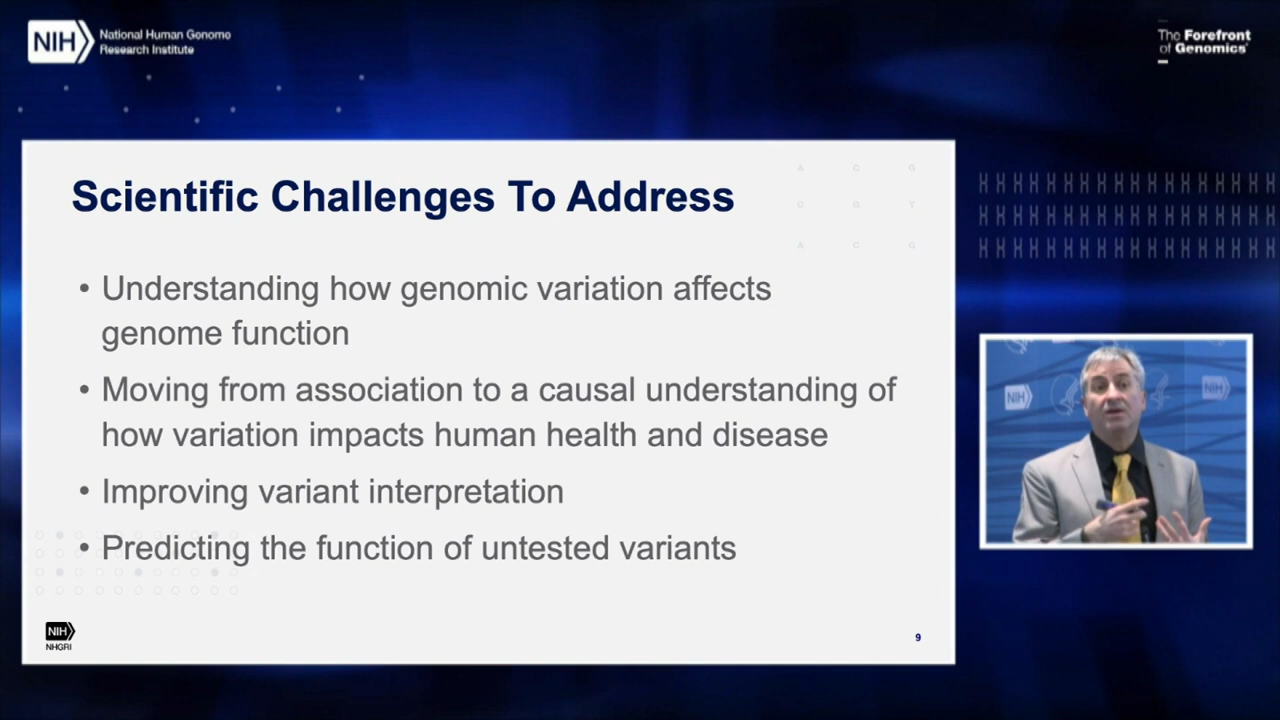 NIH
National Human Genome
Research Institute
The Forefront
of Genomics®
Scientific Challenges To Address
A C G
C G T
A C G
• Understanding how genomic variation affects
genome function
• Moving from association to a causal understanding of
how variation impacts human health and disease
• Improving variant interpretation
• Predicting the function of untested variants
NIH
NHGRI
9
NIH
NIH